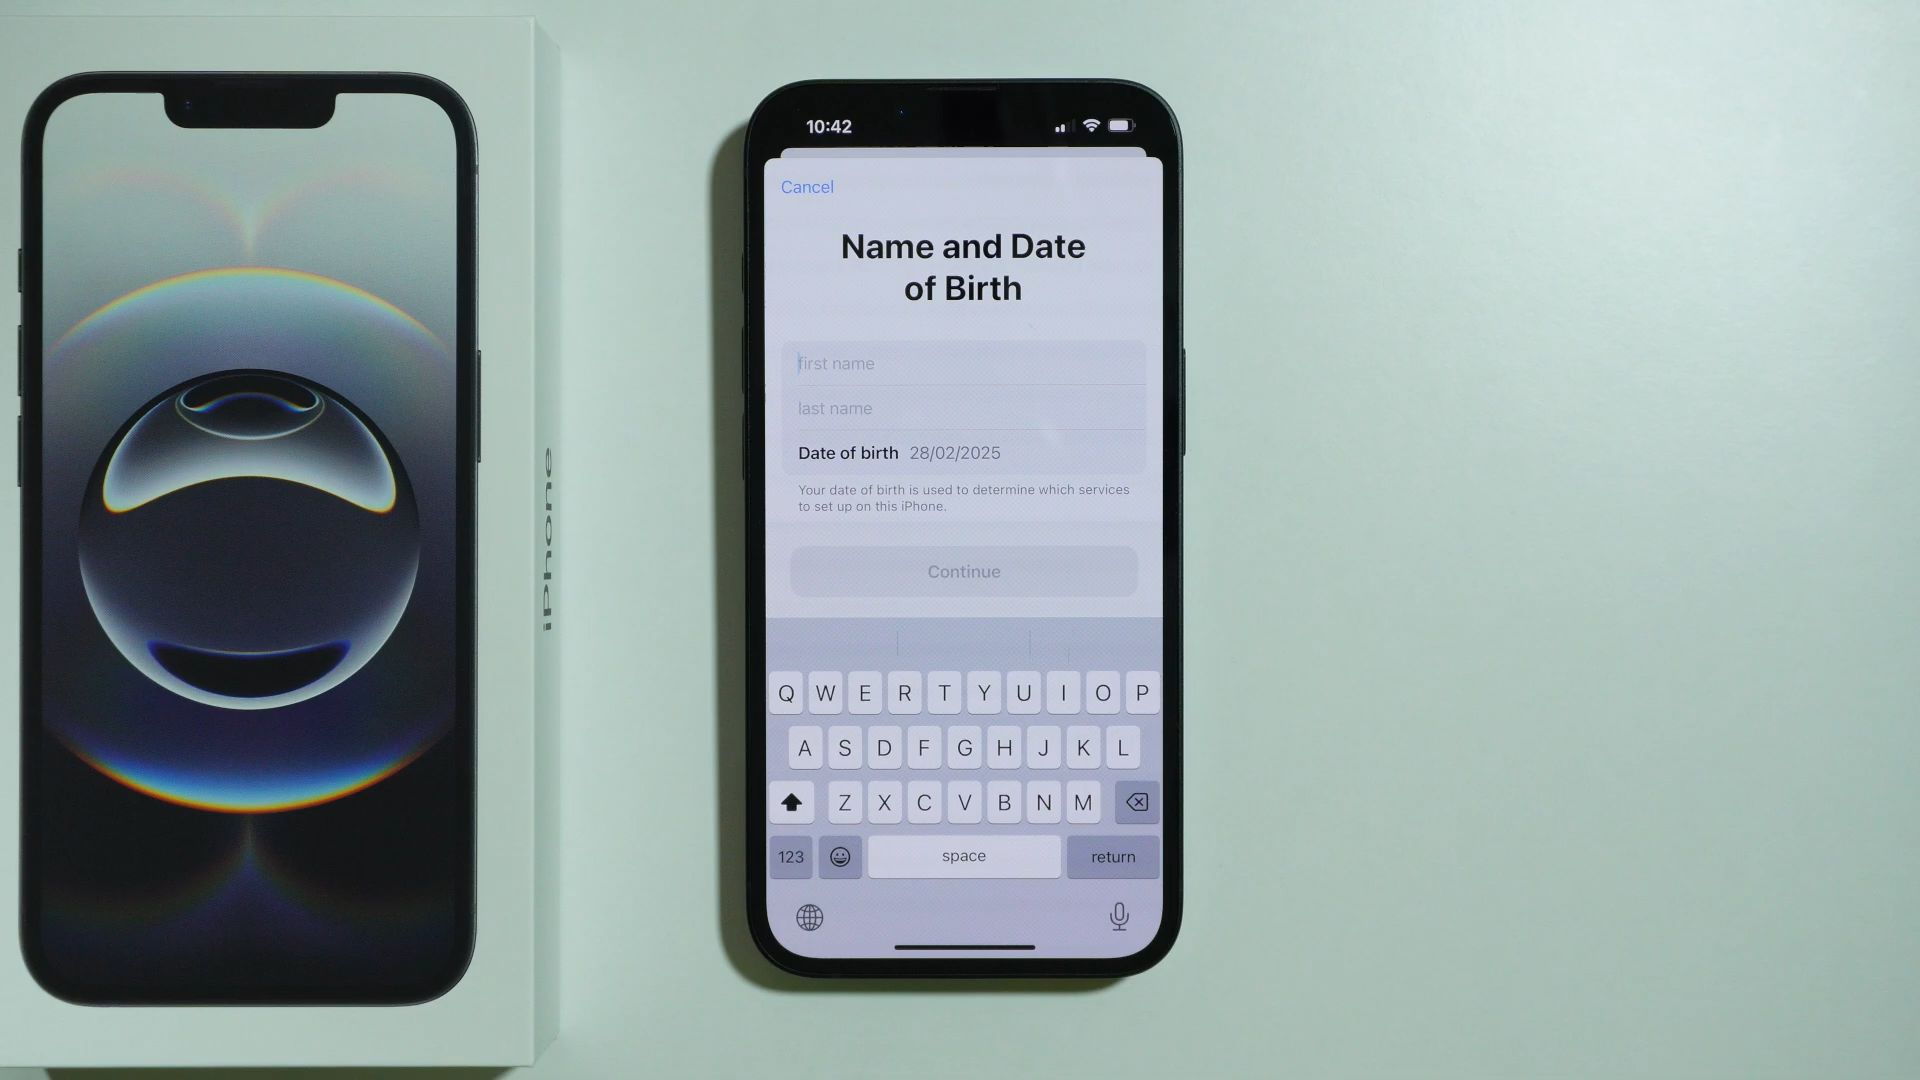 iPhone
10:42
Cancel
Name and Date
of Birth
first name
last name
Date of birth 28/02/2025
Your date of birth is used to determine which services
to set up on this iPhone.
Continue
Q W E R T Y U I O P
A S D F G H J K L
Z X C V B N M
123 space return